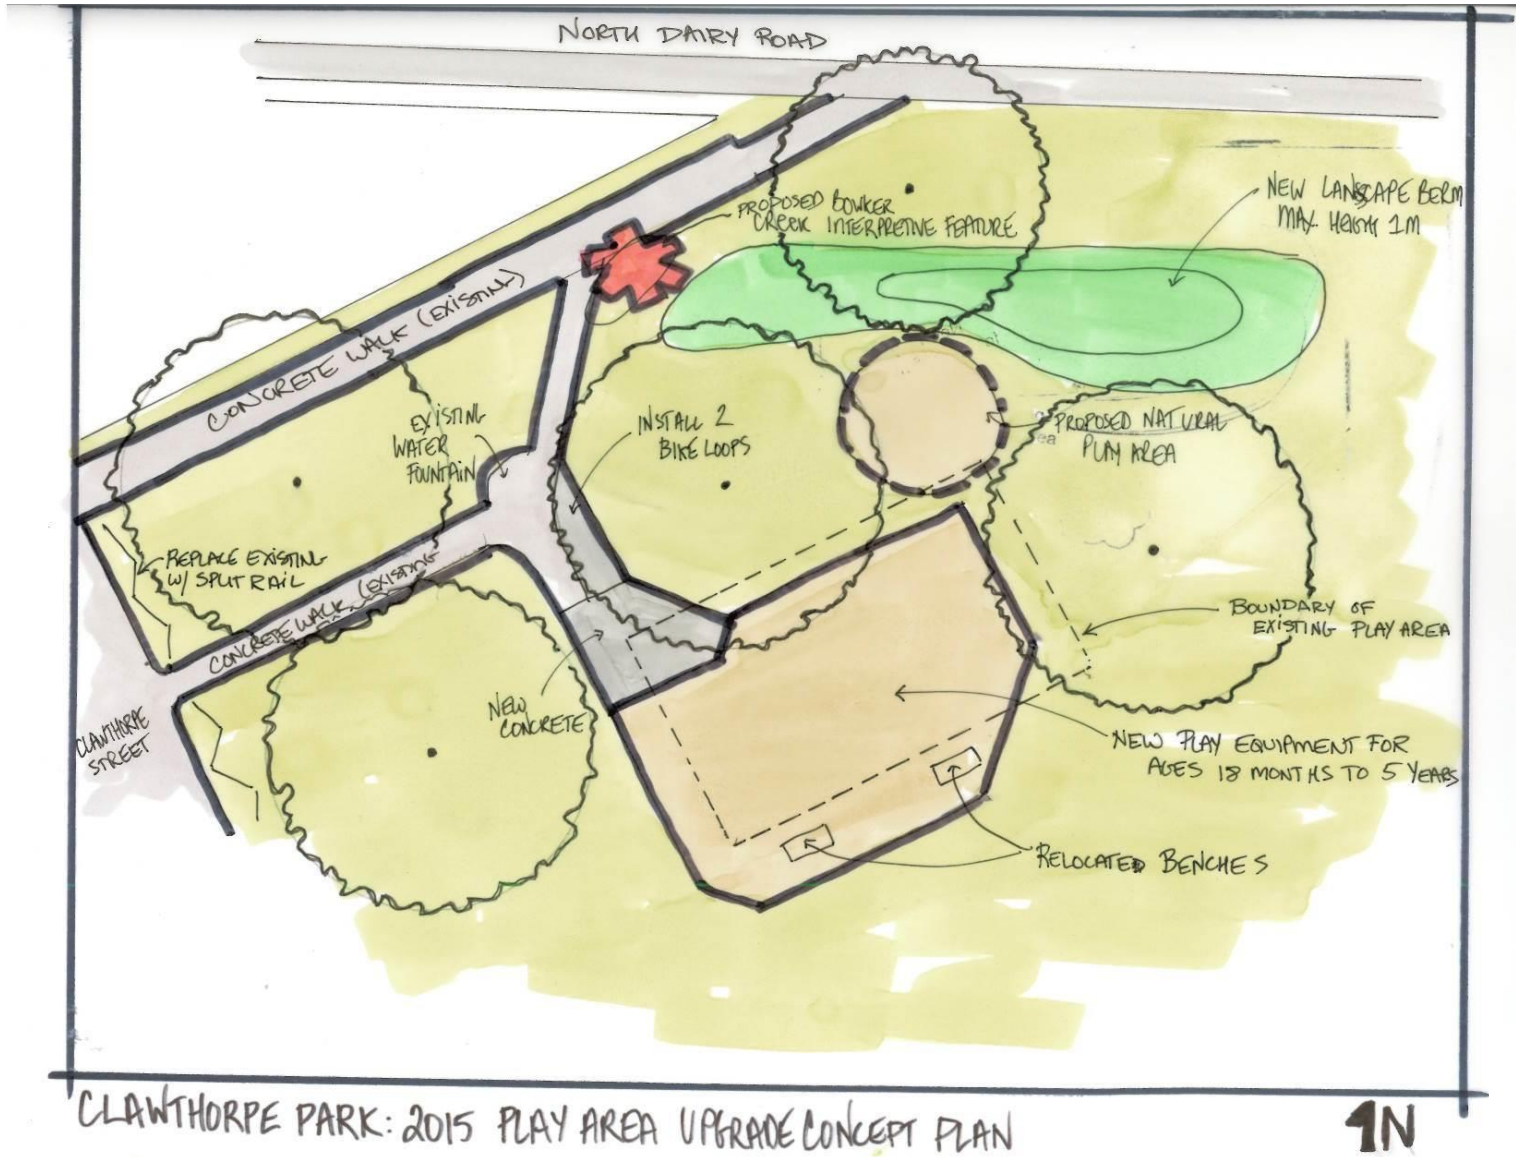 NORTH DAIRY ROAD
NEW LANSCAPE BERM
MAX. HEIGHT 1M
PROPOSED BOWKER
CREEK INTERPRETIVE FEATURE
CONCRETE WALK (EXISTING)
EXISTING
WATER
FOUNTAIN
INSTALL 2
BIKE LOOPS
PROPOSED NATURAL
PLAY AREA
ea
REPLACE EXISTING
W/ SPLIT RAIL
CONCRETE WALK (EXISTING
BOUNDARY OF
EXISTING PLAY AREA
NEW
CONCRETE
CLAWTHORPE
STREET
NEW PLAY EQUIPMENT FOR
AGES 18 MONTHS TO 5 YEARS
RELOCATED BENCHES
CLAWTHORPE PARK: 2015 PLAY AREA UPGRADE CONCEPT PLAN
N